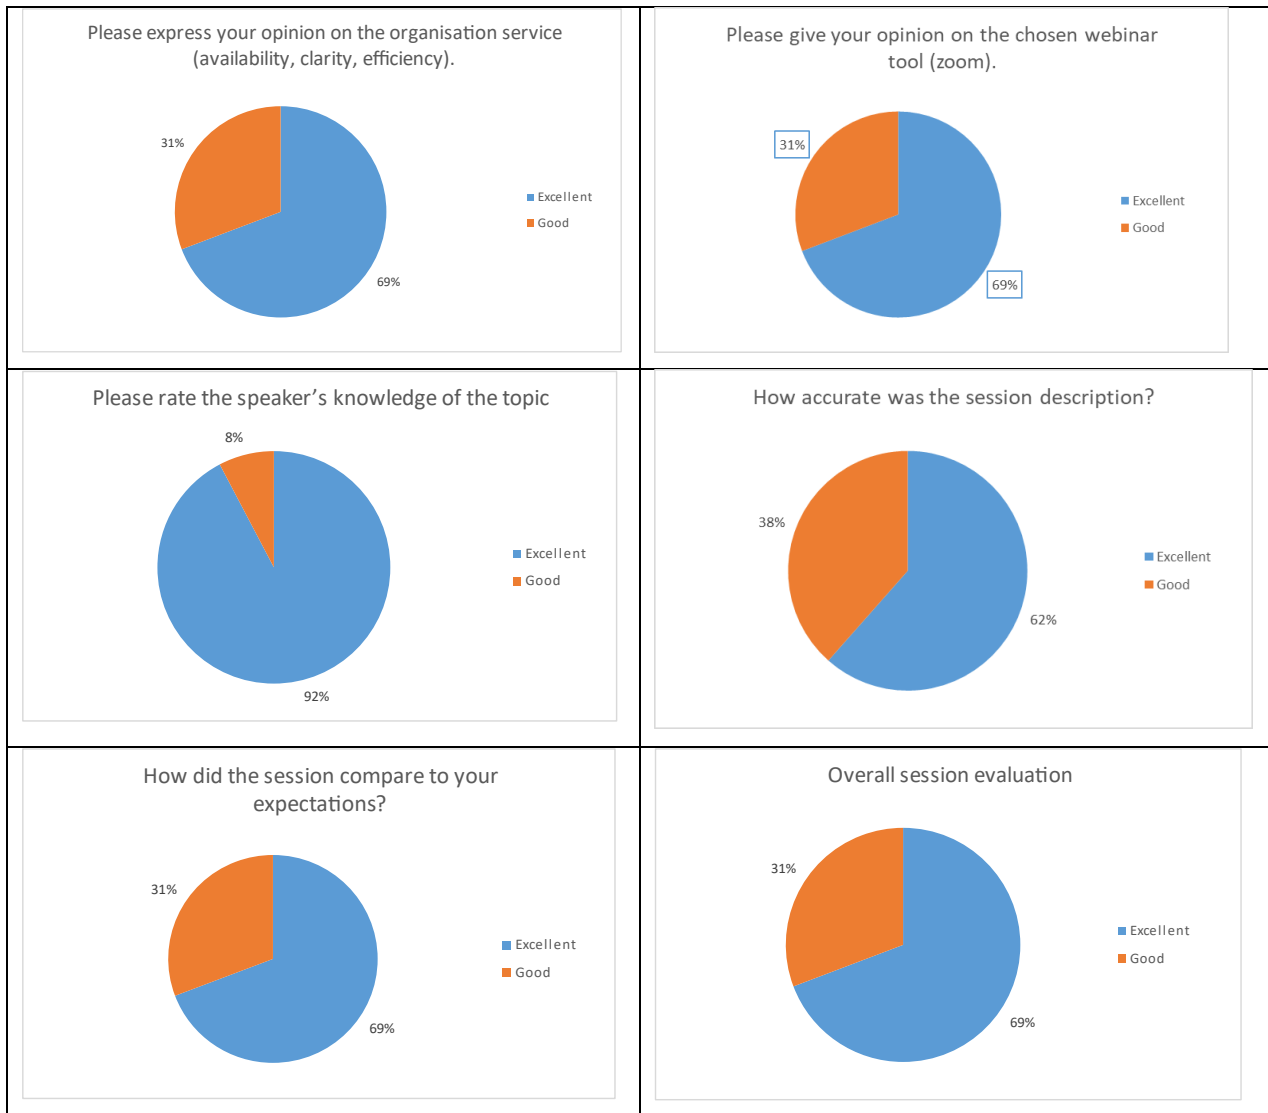 Please express your opinion on the organisation service
(availability, clarity, efficiency).
31%
69%
Excellent
Good
Please give your opinion on the chosen webinar
tool (zoom).
31%
69%
Excellent
Good
Please rate the speaker’s knowledge of the topic
8%
92%
Excellent
Good
How accurate was the session description?
38%
62%
Excellent
Good
How did the session compare to your
expectations?
31%
69%
Excellent
Good
Overall session evaluation
31%
69%
Excellent
Good